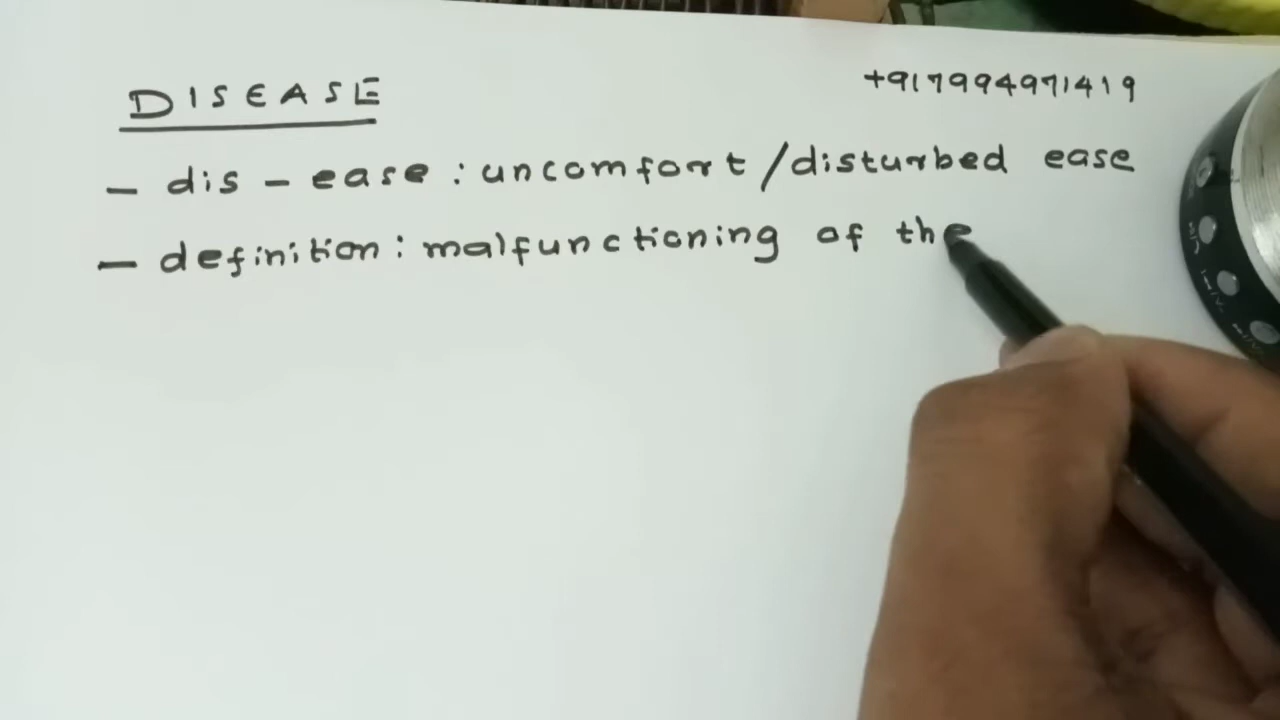 DISEASE
+917994971419
- dis - ease : uncomfort / disturbed ease
- definition : malfunctioning of the